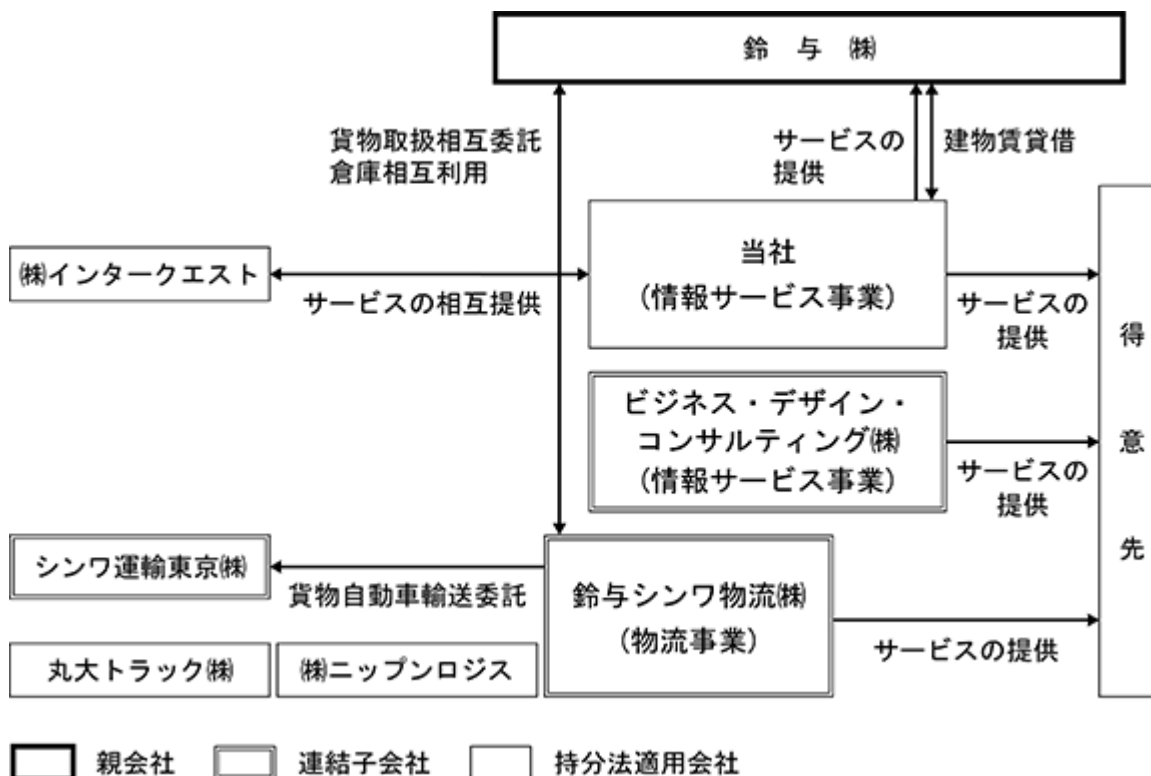 鈴 与 ㈱
貨物取扱相互委託
倉庫相互利用
サービスの
提供
建物賃貸借
㈱インタークエスト
サービスの相互提供
当社
(情報サービス事業)
サービスの
提供
ビジネス・デザイン・
コンサルティング㈱
(情報サービス事業)
サービスの
提供
得
意
先
シンワ運輸東京㈱
貨物自動車輸送委託
鈴与シンワ物流㈱
(物流事業)
サービスの提供
丸大トラック㈱
㈱ニップンロジス
親会社
連結子会社
持分法適用会社